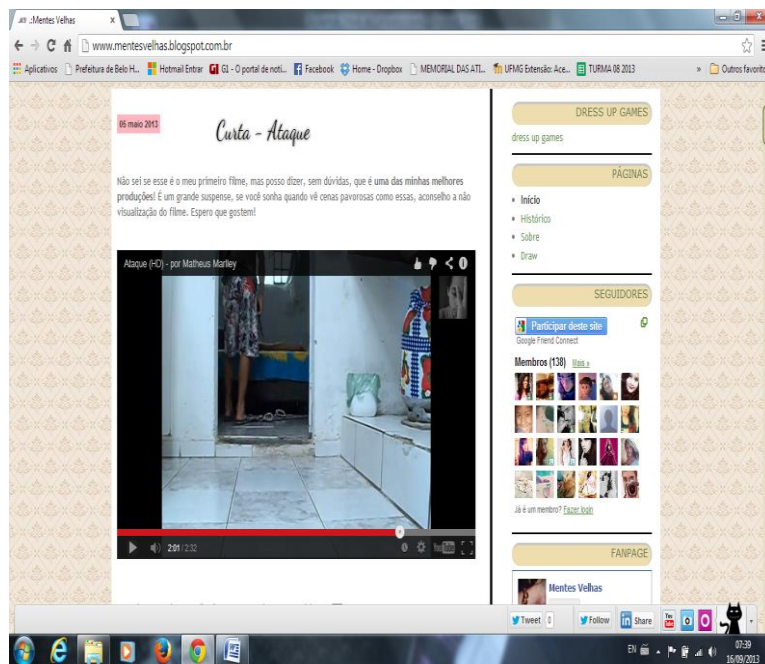 .:Mentes Velhas
www.mentesvelhas.blogspot.com.br
Aplicativos Prefeitura de Belo H... Hotmail Entrar G1 - O portal de notí... Facebook Home - Dropbox MEMORIAL DAS ATI... UFMG Extensão: Ace... TURMA 08 2013 » Outros favorito
05 maio 2013
Curta - Ataque
Não sei se esse é o meu primeiro filme, mas posso dizer, sem dúvidas, que é uma das minhas melhores
produções! É um grande suspense, se você sonha quando vê cenas pavorosas como essas, aconselho a não
visualização do filme. Espero que gostem!
Ataque (HD) - por Matheus Marlley
2:01 / 2:32
YouTube
DRESS UP GAMES
dress up games
PÁGINAS
Início
Histórico
Sobre
Draw
SEGUIDORES
Participar deste site
Google Friend Connect
Membros (138) Mais »
Já é um membro? Fazer login
FANPAGE
Mentes Velhas
Tweet 0 Follow Share You Tube
EN 07:39
16/09/2013